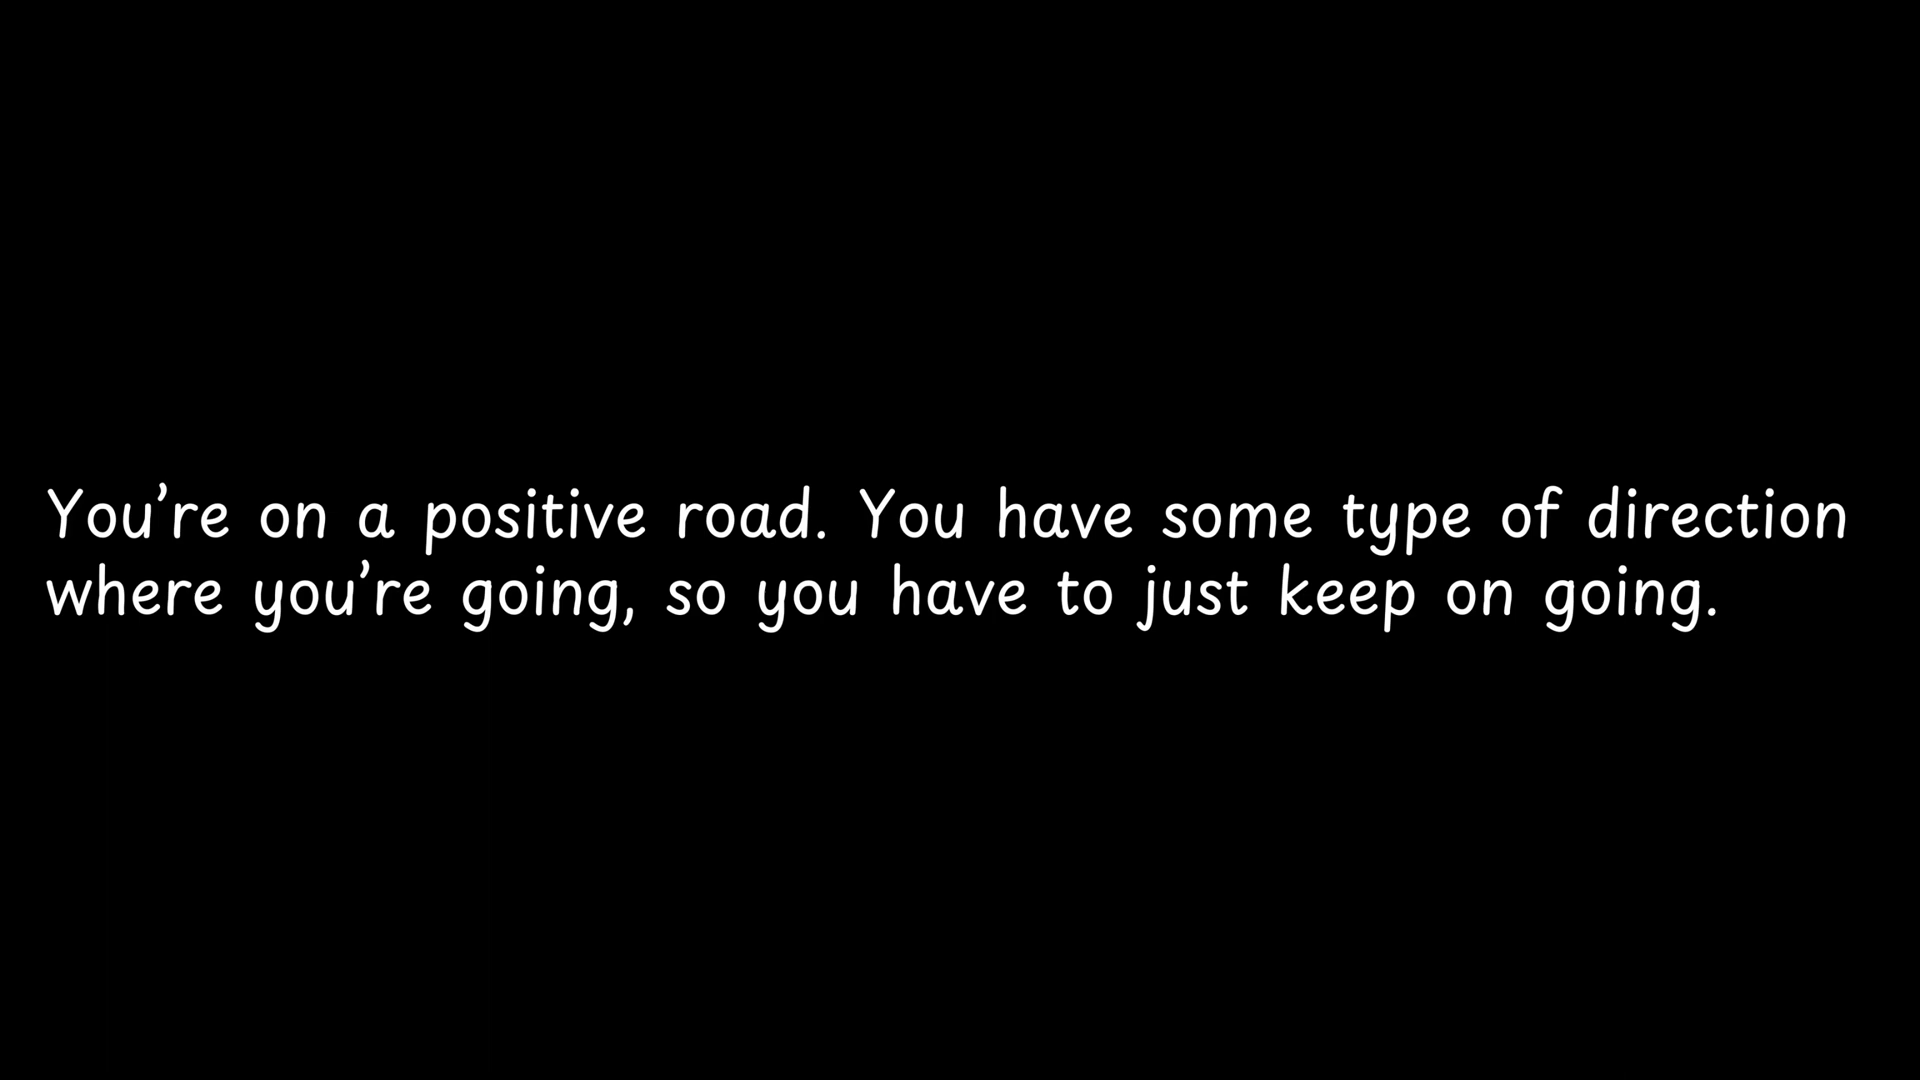 You’re on a positive road. You have some type of direction
where you’re going, so you have to just keep on going.